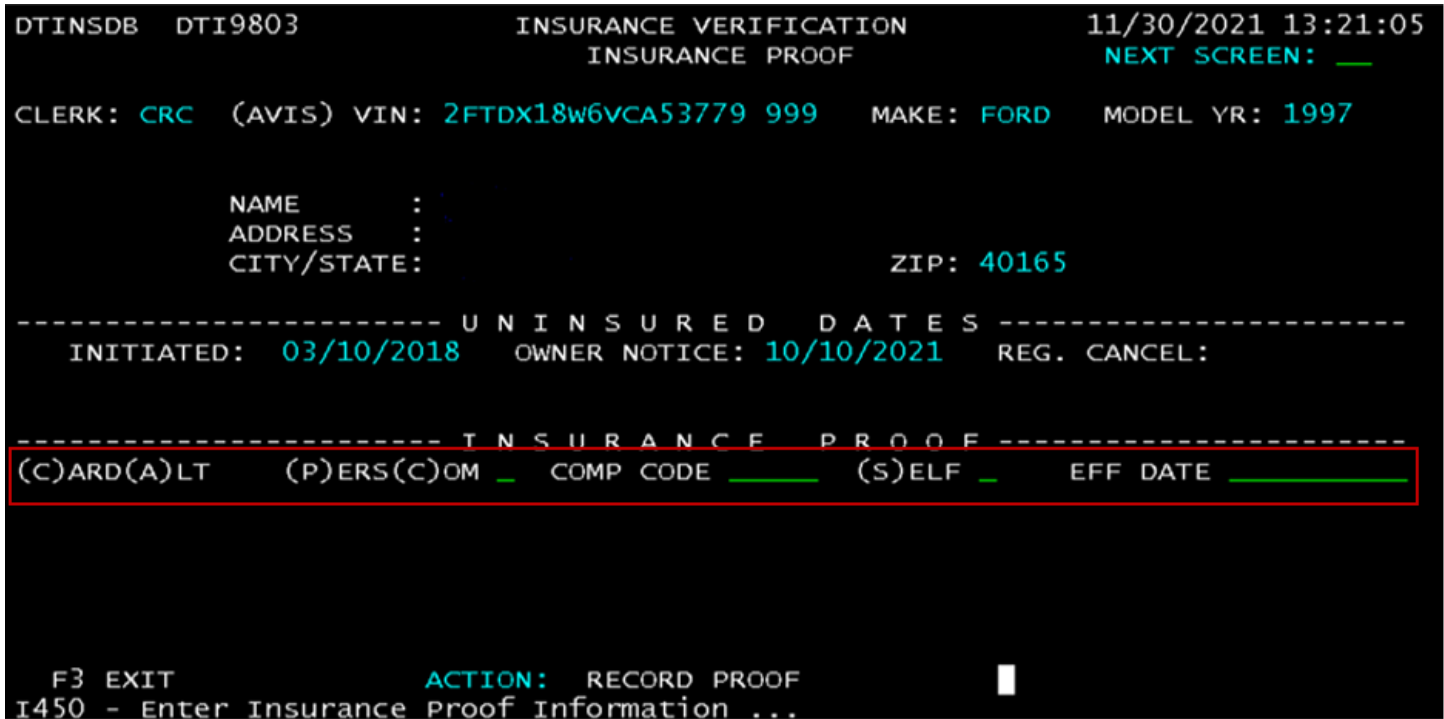 DTINSDB DTI9803 INSURANCE VERIFICATION 11/30/2021 13:21:05
INSURANCE PROOF NEXT SCREEN: __
CLERK: CRC (AVIS) VIN: 2FTDX18W6VCA53779 999 MAKE: FORD MODEL YR: 1997
NAME :
ADDRESS :
CITY/STATE: ZIP: 40165
------------------------ U N I N S U R E D D A T E S -----------------------
INITIATED: 03/10/2018 OWNER NOTICE: 10/10/2021 REG. CANCEL:
------------------------ I N S U R A N C E P R O O F -----------------------
(C)ARD(A)LT (P)ERS(C)OM _ COMP CODE _____ (S)ELF _ EFF DATE __________
F3 EXIT ACTION: RECORD PROOF
I450 - Enter Insurance Proof Information ...